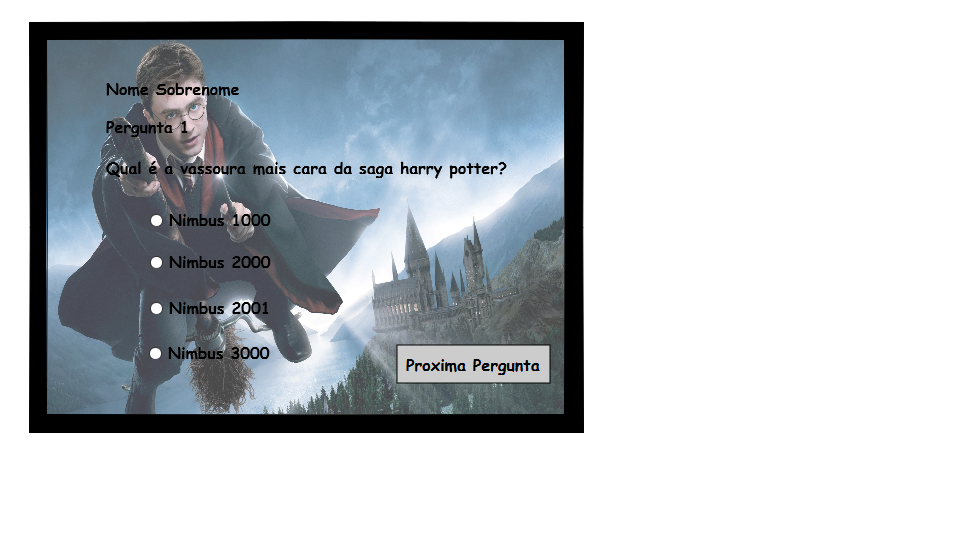 Nome Sobrenome
Pergunta 1
Qual é a vassoura mais cara da saga harry potter?
Nimbus 1000
Nimbus 2000
Nimbus 2001
Nimbus 3000
Proxima Pergunta